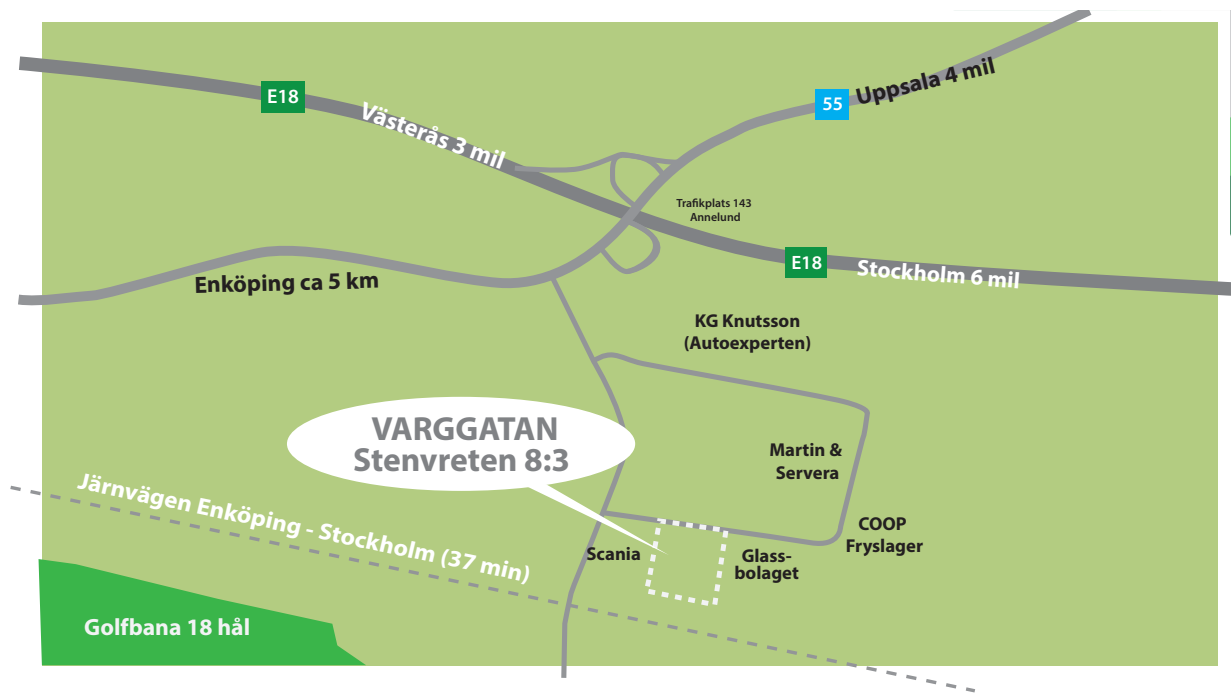 E18
Västerås 3 mil
55
Uppsala 4 mil
Trafikplats 143
Annelund
E18
Stockholm 6 mil
Enköping ca 5 km
KG Knutsson
(Autoexperten)
VARGGATAN
Stenvreten 8:3
Martin &
Servera
Järnvägen Enköping - Stockholm (37 min)
Scania
Glass-
bolaget
COOP
Fryslager
Golfbana 18 hål